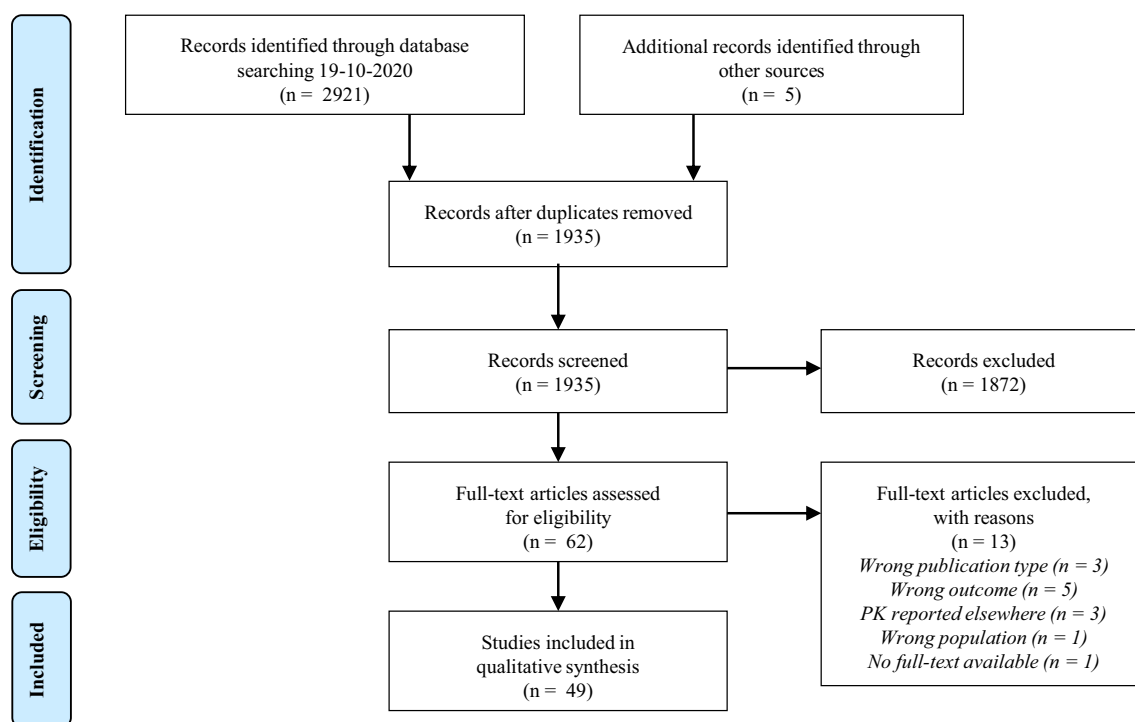 Identification
Records identified through database
searching 19-10-2020
(n = 2921)
Additional records identified through
other sources
(n = 5)
Records after duplicates removed
(n = 1935)
Screening
Records screened
(n = 1935)
Records excluded
(n = 1872)
Eligibility
Full-text articles assessed
for eligibility
(n = 62)
Full-text articles excluded,
with reasons
(n = 13)
Wrong publication type (n = 3)
Wrong outcome (n = 5)
PK reported elsewhere (n = 3)
Wrong population (n = 1)
No full-text available (n = 1)
Included
Studies included in
qualitative synthesis
(n = 49)